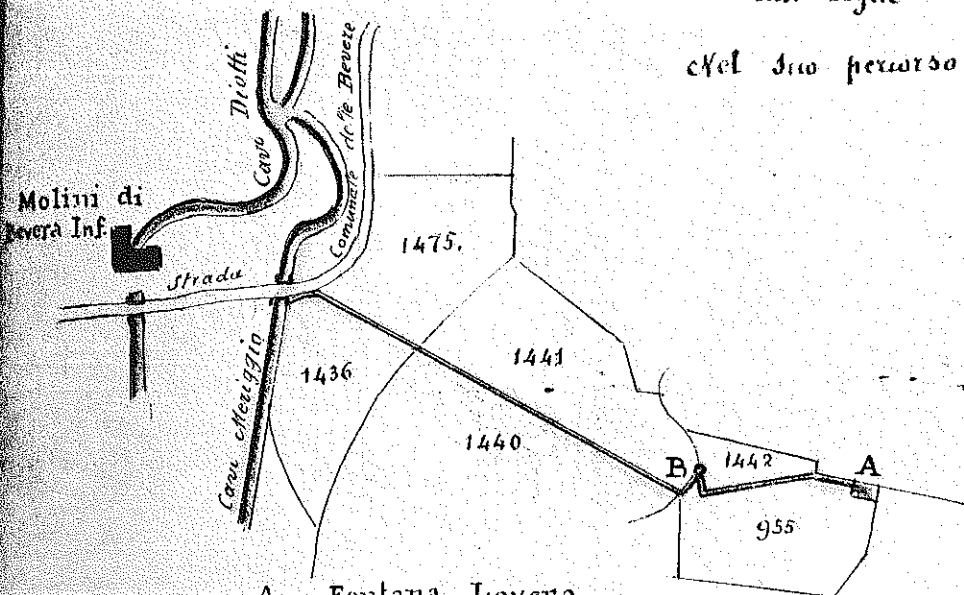 Nel suo percorso
Cavo Diotti
Comunale delle Bevere
Molini di
Bevera Inf.
Strada
1475.
1436
1441
1440
Cavo Meriggio
B
1442
A
955
A Fontana